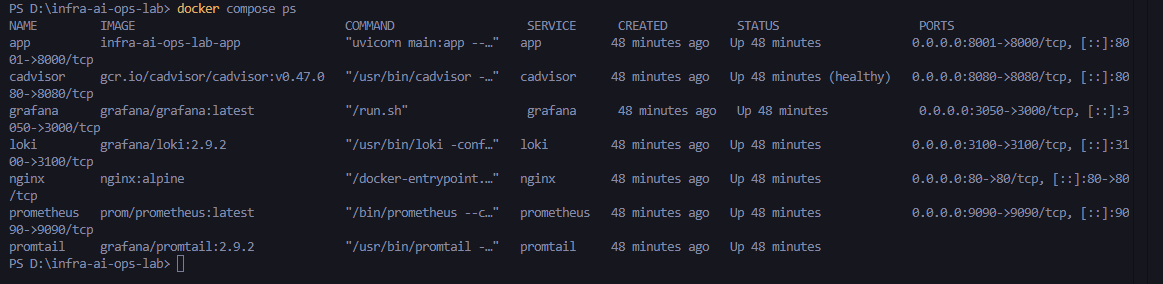 PS D:\infra-ai-ops-lab> docker compose ps
NAME IMAGE COMMAND SERVICE CREATED STATUS PORTS
app infra-ai-ops-lab-app "uvicorn main:app --…" app 48 minutes ago Up 48 minutes 0.0.0.0:8001->8000/tcp, [::]:80
01->8000/tcp
cadvisor gcr.io/cadvisor/cadvisor:v0.47.0 "/usr/bin/cadvisor -…" cadvisor 48 minutes ago Up 48 minutes (healthy) 0.0.0.0:8080->8080/tcp, [::]:80
80->8080/tcp
grafana grafana/grafana:latest "/run.sh" grafana 48 minutes ago Up 48 minutes 0.0.0.0:3050->3000/tcp, [::]:3
050->3000/tcp
loki grafana/loki:2.9.2 "/usr/bin/loki -conf…" loki 48 minutes ago Up 48 minutes 0.0.0.0:3100->3100/tcp, [::]:31
00->3100/tcp
nginx nginx:alpine "/docker-entrypoint.…" nginx 48 minutes ago Up 48 minutes 0.0.0.0:80->80/tcp, [::]:80->80
/tcp
prometheus prom/prometheus:latest "/bin/prometheus --c…" prometheus 48 minutes ago Up 48 minutes 0.0.0.0:9090->9090/tcp, [::]:90
90->9090/tcp
promtail grafana/promtail:2.9.2 "/usr/bin/promtail -…" promtail 48 minutes ago Up 48 minutes
PS D:\infra-ai-ops-lab>